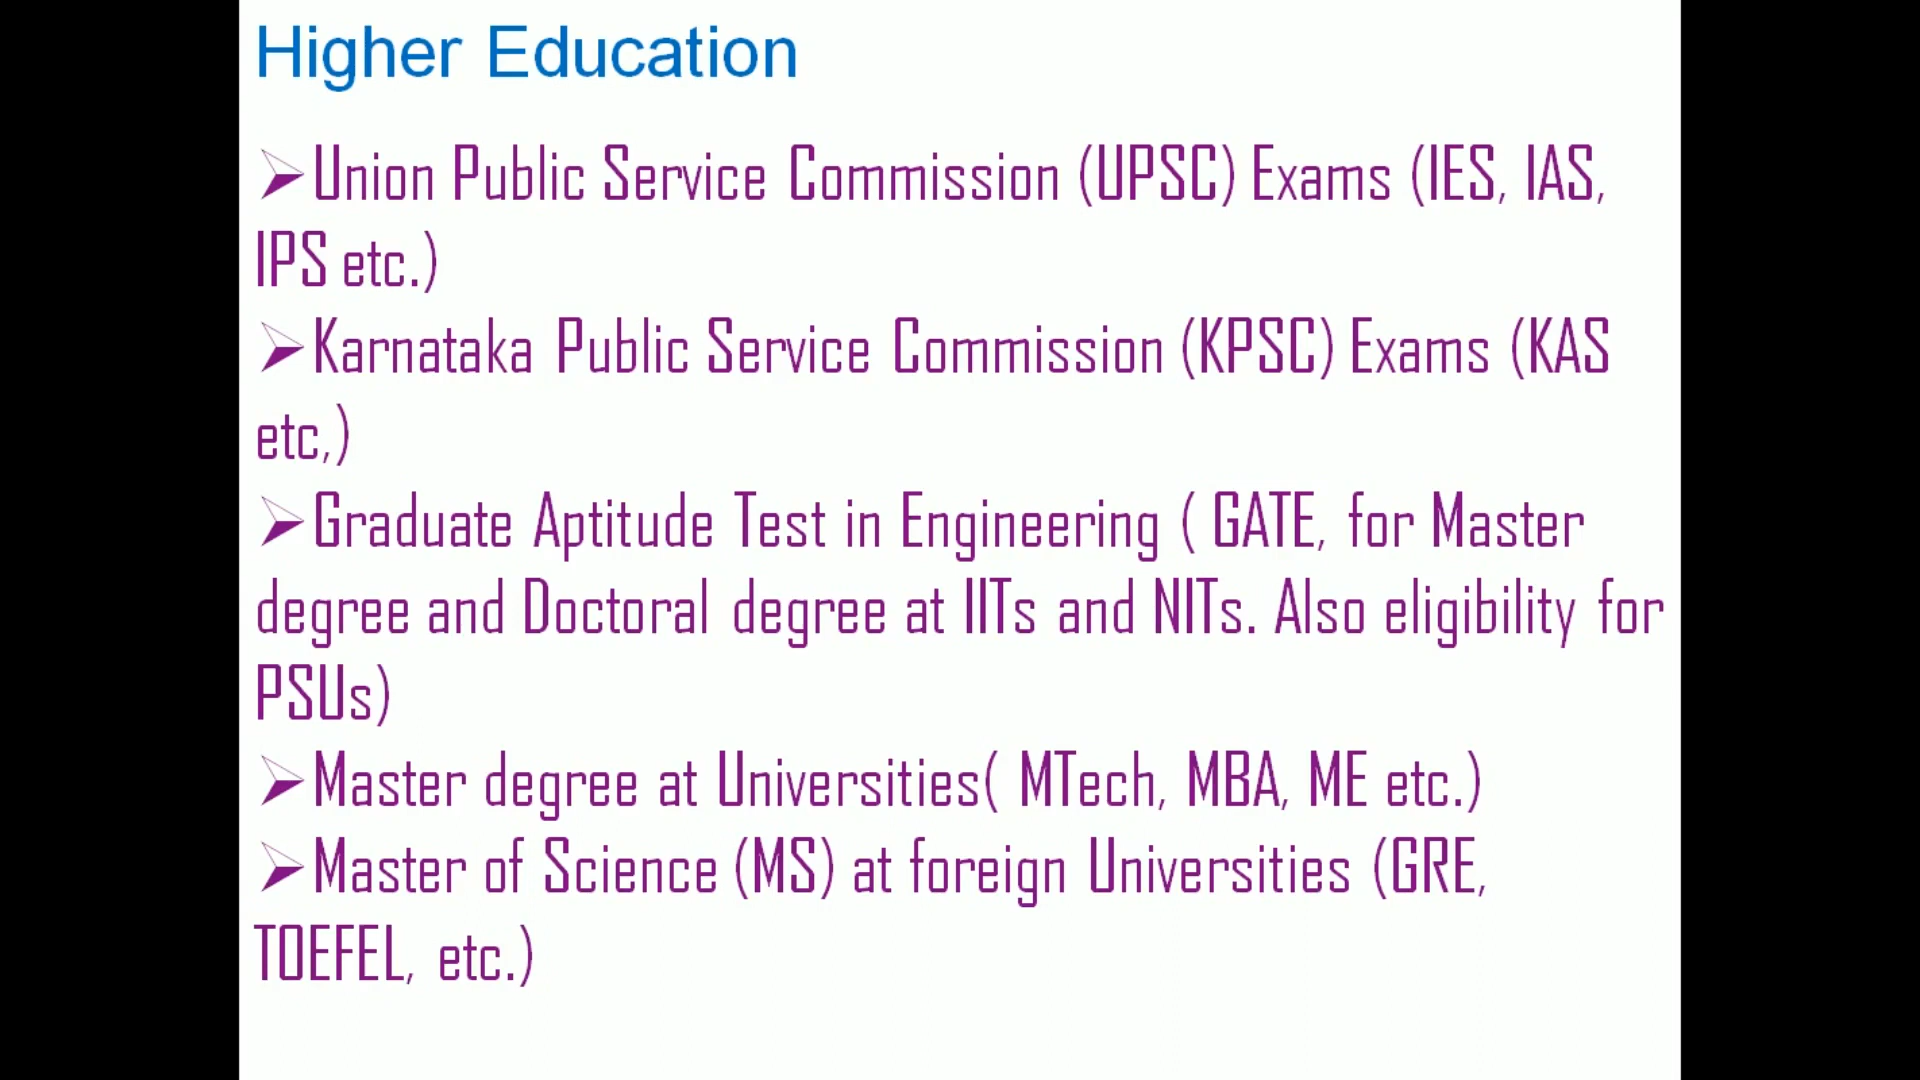 Higher Education
➢Union Public Service Commission (UPSC) Exams (IES, IAS,
IPS etc.)
➢Karnataka Public Service Commission (KPSC) Exams (KAS
etc,)
➢Graduate Aptitude Test in Engineering ( GATE, for Master
degree and Doctoral degree at IITs and NITs. Also eligibility for
PSUs)
➢Master degree at Universities( MTech, MBA, ME etc.)
➢Master of Science (MS) at foreign Universities (GRE,
TOEFEL, etc.)